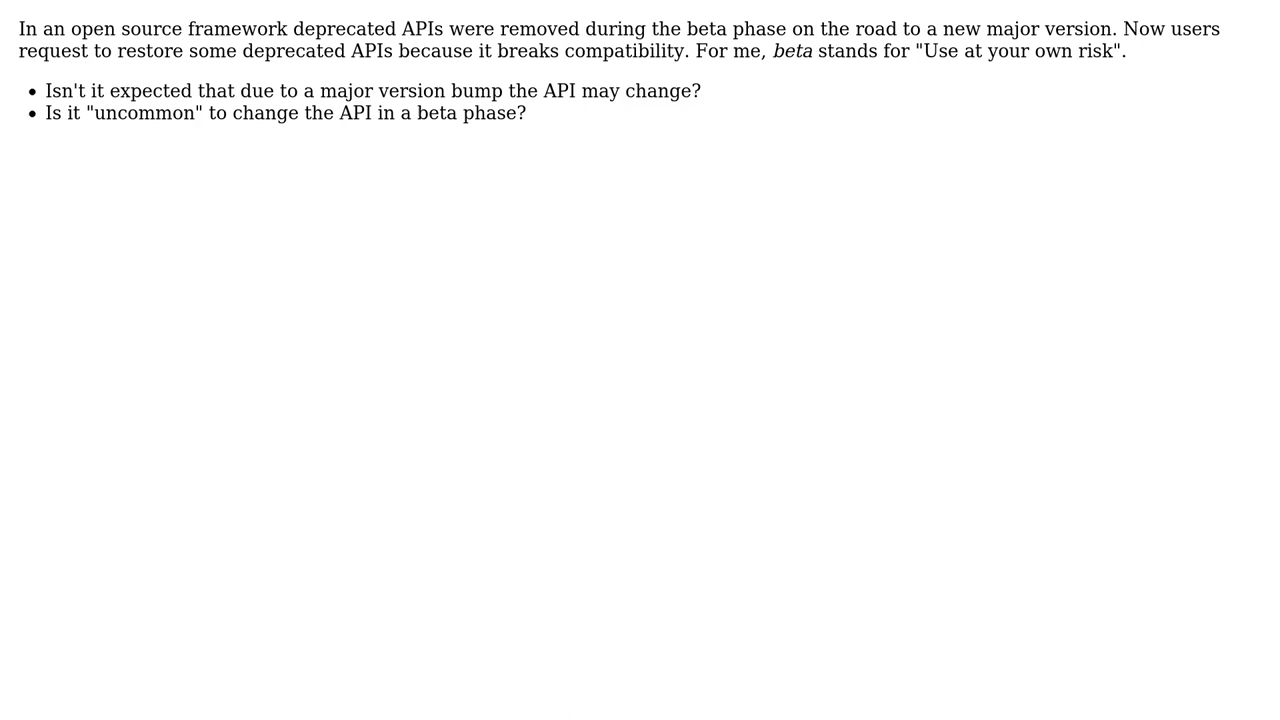 In an open source framework deprecated APIs were removed during the beta phase on the road to a new major version. Now users
request to restore some deprecated APIs because it breaks compatibility. For me, beta stands for "Use at your own risk".
• Isn't it expected that due to a major version bump the API may change?
• Is it "uncommon" to change the API in a beta phase?